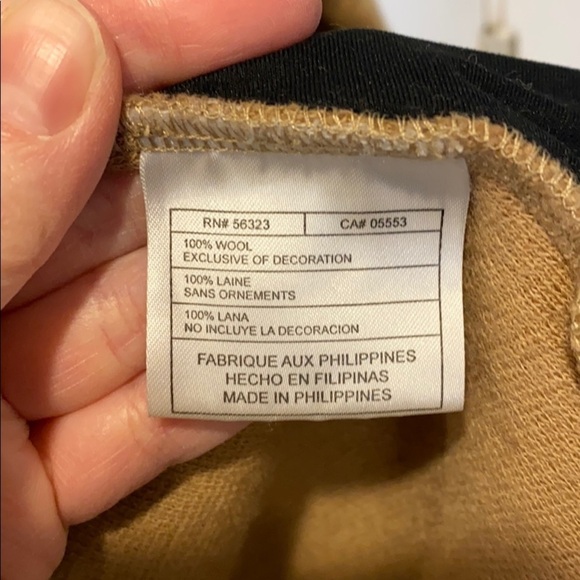 RN# 56323 CA# 05553
100% WOOL
EXCLUSIVE OF DECORATION
100% LAINE
SANS ORNEMENTS
100% LANA
NO INCLUYE LA DECORACION
FABRIQUE AUX PHILIPPINES
HECHO EN FILIPINAS
MADE IN PHILIPPINES